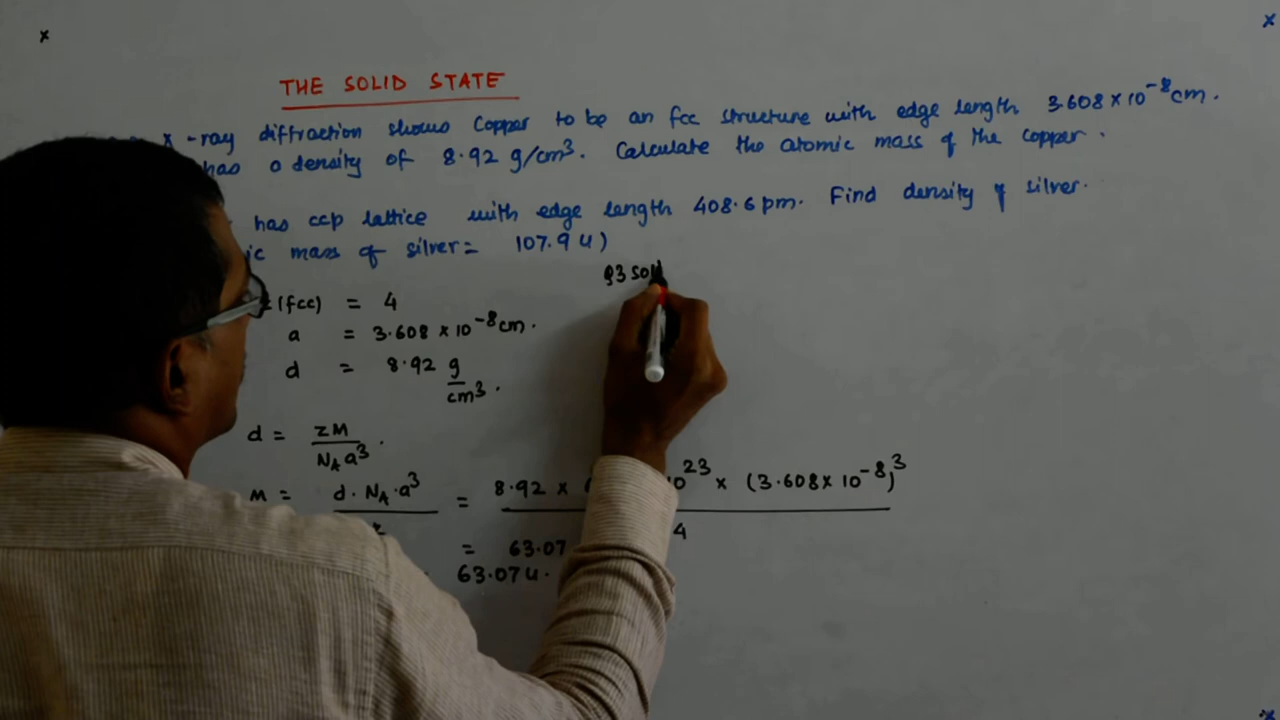 THE SOLID STATE
x-ray diffraction shows Copper to be an fcc structure with edge length 3.608 x 10⁻⁸ cm.
has a density of 8.92 g/cm³. Calculate the atomic mass of the copper.
has ccp lattice with edge length 408.6 pm. Find density of silver.
ic mass of silver = 107.9 u)
Q3 Sol
(fcc) = 4
a = 3.608 x 10⁻⁸ cm.
d = 8.92 g/cm³.
d = ZM / N_A a³.
M = d. N_A . a³ / = 8.92 x 0²³ x (3.608 x 10⁻⁸)³ / 4
= 63.07
63.07 u.